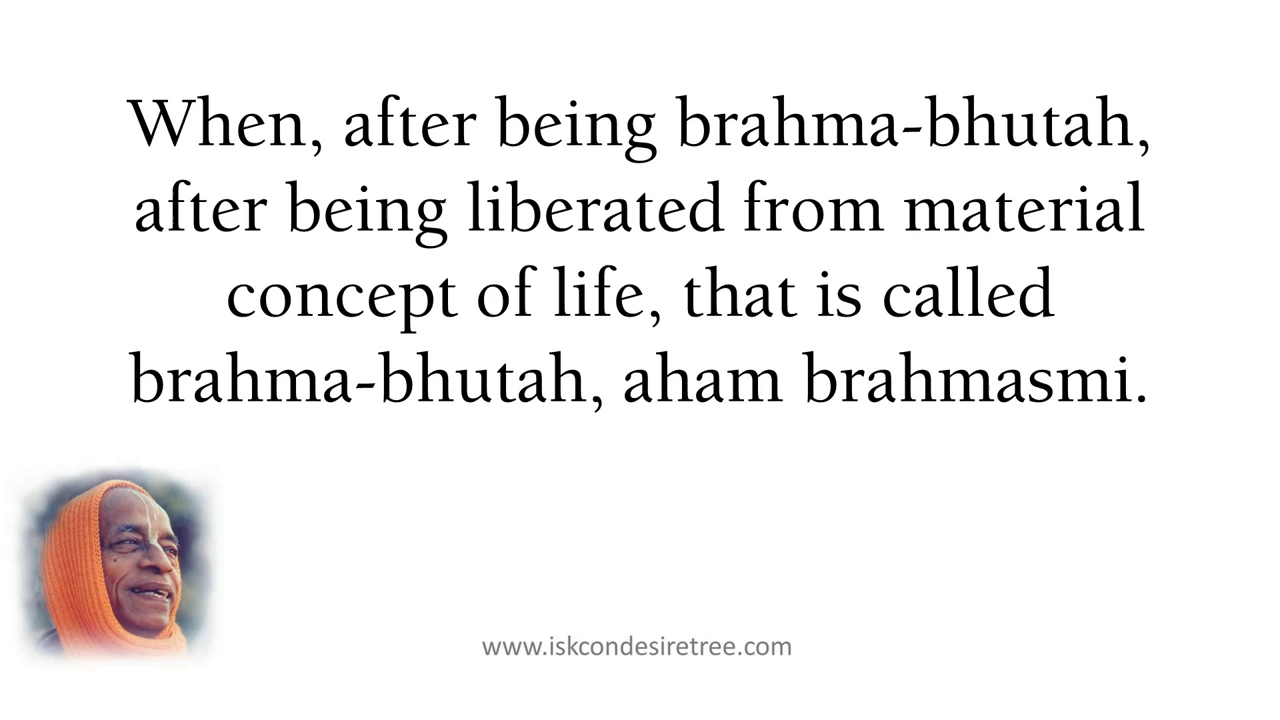 When, after being brahma-bhutah,
after being liberated from material
concept of life, that is called
brahma-bhutah, aham brahmasmi.
www.iskcondesiretree.com